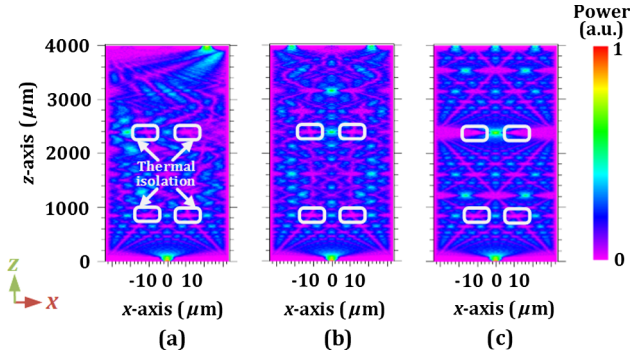 Power
(a.u.)
4000
3000
2000
1000
0
z-axis (μm)
Thermal
isolation
1
0
z
x
-10 0 10
-10 0 10
-10 0 10
x-axis (μm)
x-axis (μm)
x-axis (μm)
(a)
(b)
(c)